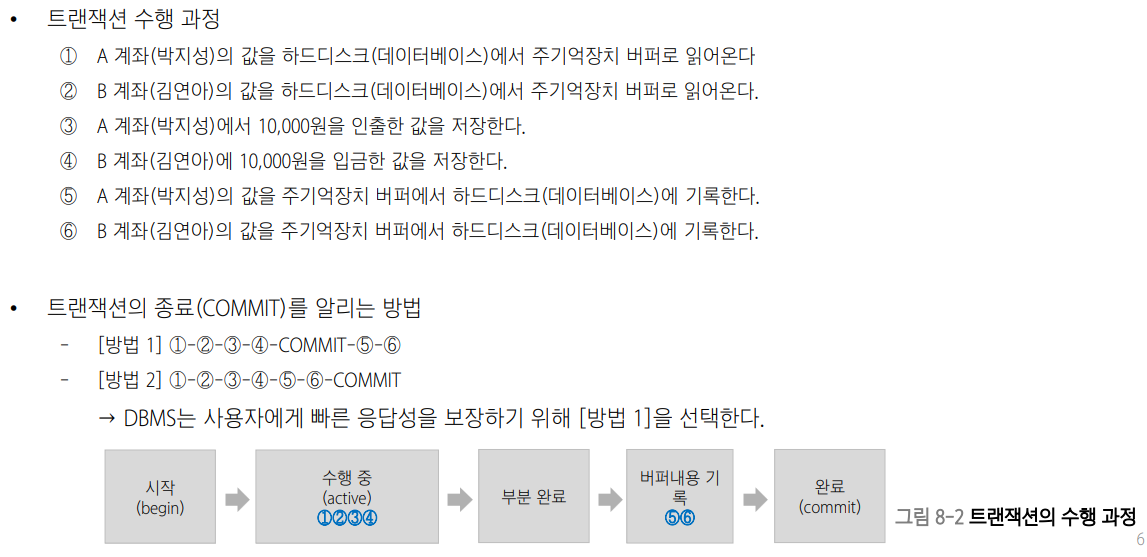 • 트랜잭션 수행 과정
① A 계좌(박지성)의 값을 하드디스크(데이터베이스)에서 주기억장치 버퍼로 읽어온다
② B 계좌(김연아)의 값을 하드디스크(데이터베이스)에서 주기억장치 버퍼로 읽어온다.
③ A 계좌(박지성)에서 10,000원을 인출한 값을 저장한다.
④ B 계좌(김연아)에 10,000원을 입금한 값을 저장한다.
⑤ A 계좌(박지성)의 값을 주기억장치 버퍼에서 하드디스크(데이터베이스)에 기록한다.
⑥ B 계좌(김연아)의 값을 주기억장치 버퍼에서 하드디스크(데이터베이스)에 기록한다.
• 트랜잭션의 종료(COMMIT)를 알리는 방법
- [방법 1] ①-②-③-④-COMMIT-⑤-⑥
- [방법 2] ①-②-③-④-⑤-⑥-COMMIT
→ DBMS는 사용자에게 빠른 응답성을 보장하기 위해 [방법 1]을 선택한다.
시작
(begin)
수행 중
(active)
①②③④
부분 완료
버퍼내용 기
록
⑤⑥
완료
(commit)
그림 8-2 트랜잭션의 수행 과정
6